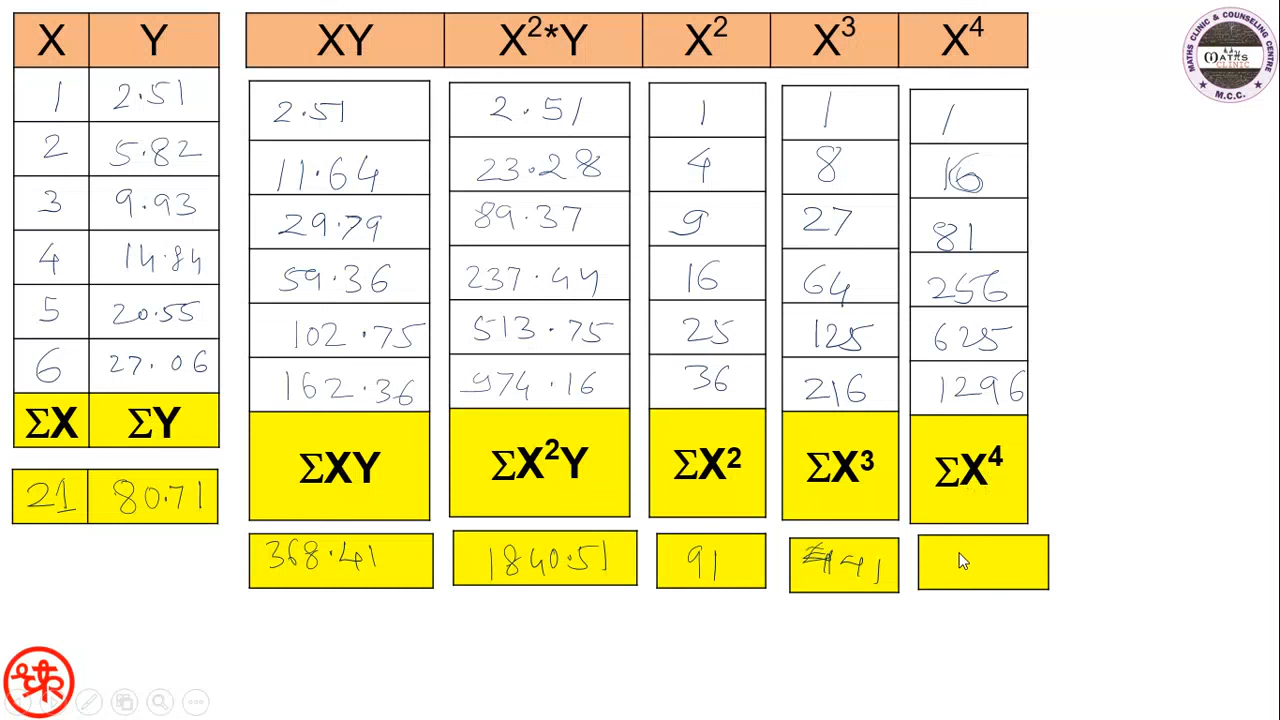 X Y XY X²*Y X² X³ X⁴
1 2.51 2.51 2.51 1 1 1
2 5.82 11.64 23.28 4 8 16
3 9.93 29.79 89.37 9 27 81
4 14.84 59.36 237.44 16 64 256
5 20.55 102.75 513.75 25 125 625
6 27.06 162.36 974.16 36 216 1296
ΣX ΣY ΣXY ΣX²Y ΣX² ΣX³ ΣX⁴
21 80.71 368.41 1840.51 91 441
MATHS CLINIC & COUNSELING CENTRE
MATHS
CLINIC
M.C.C.
श्री